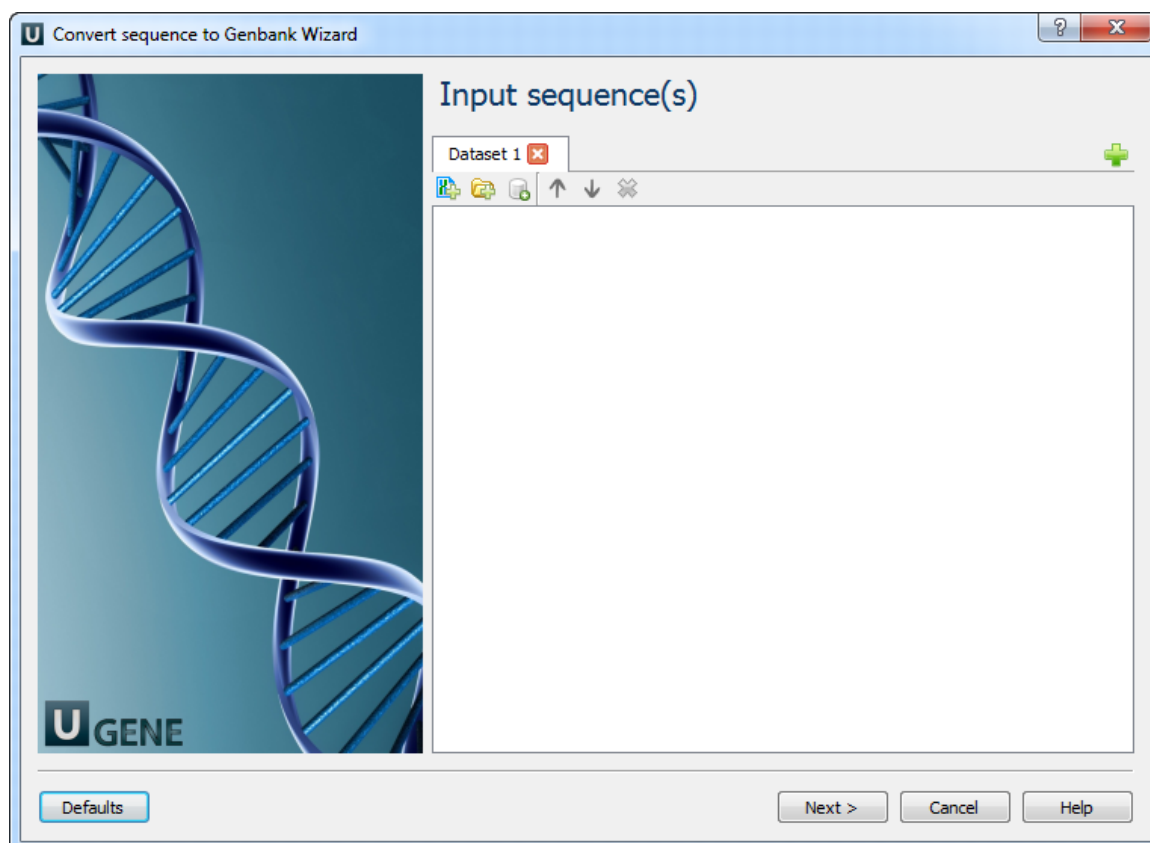 U Convert sequence to Genbank Wizard
?
Input sequence(s)
Dataset 1
U GENE
Defaults
Next >
Cancel
Help